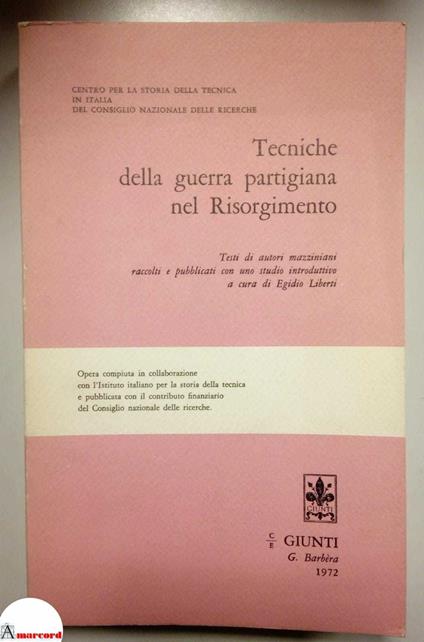 CENTRO PER LA STORIA DELLA TECNICA
IN ITALIA
DEL CONSIGLIO NAZIONALE DELLE RICERCHE
Tecniche
della guerra partigiana
nel Risorgimento
Testi di autori mazziniani
raccolti e pubblicati con uno studio introduttivo
a cura di Egidio Liberti
Opera compiuta in collaborazione
con l'Istituto italiano per la storia della tecnica
e pubblicata con il contributo finanziario
del Consiglio nazionale delle ricerche.
GIUNTI
C/E GIUNTI
G. Barbèra
1972
Amarcord